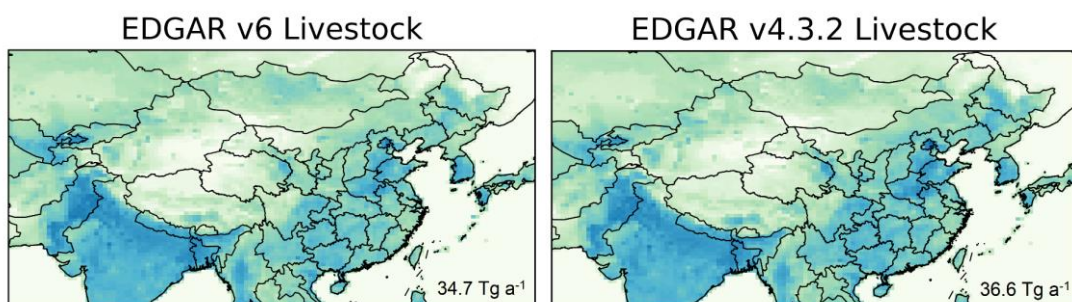 EDGAR v6 Livestock
EDGAR v4.3.2 Livestock
34.7 Tg a⁻¹
36.6 Tg a⁻¹